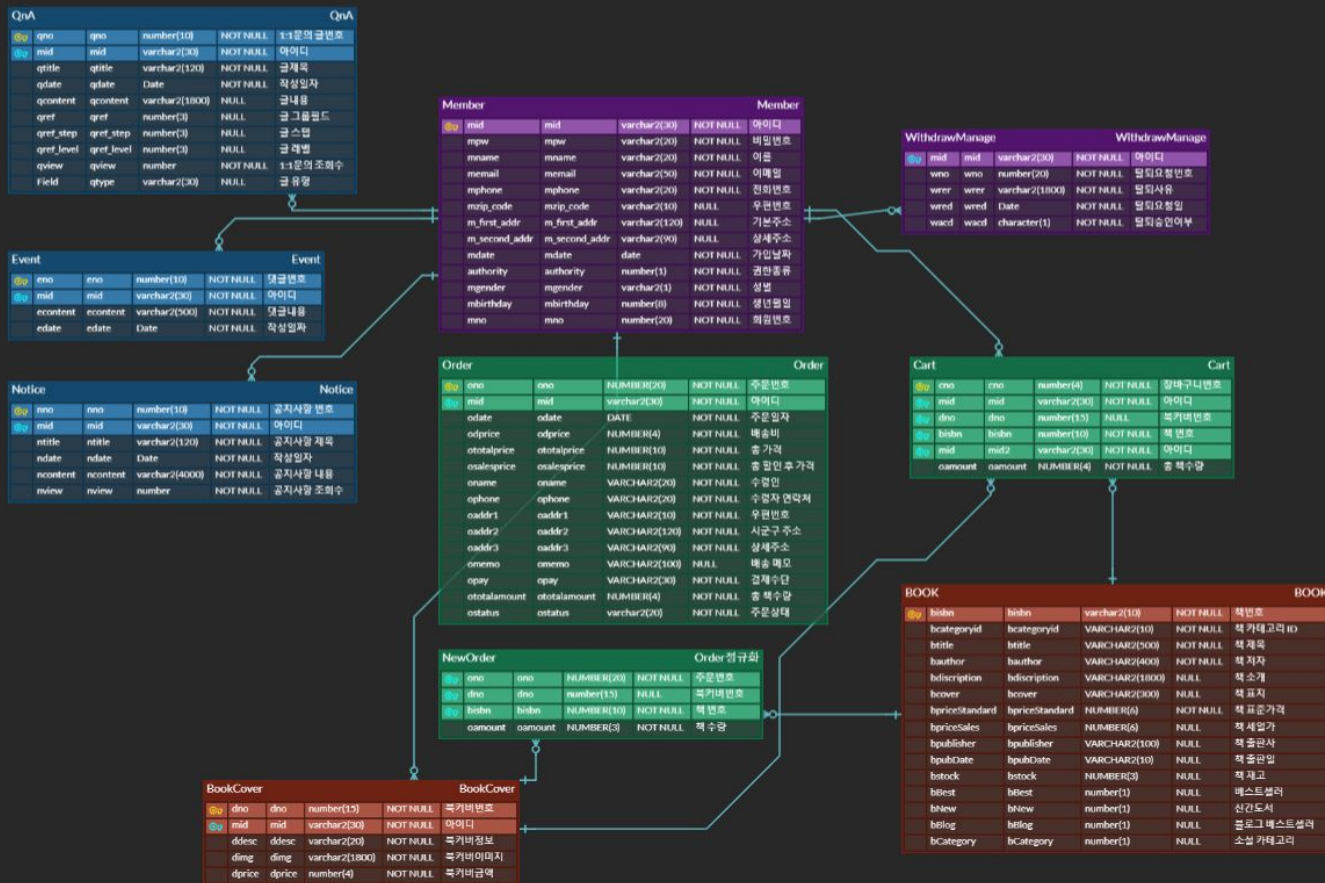 QnA QnA
qno qno number(10) NOT NULL 1:1문의 글번호
mid mid varchar2(30) NOT NULL 아이디
qtitle qtitle varchar2(120) NOT NULL 글제목
qdate qdate Date NOT NULL 작성일자
qcontent qcontent varchar2(1800) NULL 글내용
qref qref number(3) NULL 글 그룹필드
qref_step qref_step number(3) NULL 글 스텝
qref_level qref_level number(3) NULL 글 레벨
qview qview number NOT NULL 1:1문의 조회수
Field qtype varchar2(30) NULL 글 유형
Event Event
eno eno number(10) NOT NULL 댓글번호
mid mid varchar2(30) NOT NULL 아이디
econtent econtent varchar2(500) NOT NULL 댓글내용
edate edate Date NOT NULL 작성일짜
Notice Notice
nno nno number(10) NOT NULL 공지사항 번호
mid mid varchar2(30) NOT NULL 아이디
ntitle ntitle varchar2(120) NOT NULL 공지사항 제목
ndate ndate Date NOT NULL 작성일자
ncontent ncontent varchar2(4000) NOT NULL 공지사항 내용
nview nview number NOT NULL 공지사항 조회수
Member Member
mid mid varchar2(30) NOT NULL 아이디
mpw mpw varchar2(20) NOT NULL 비밀번호
mname mname varchar2(20) NOT NULL 이름
memail memail varchar2(50) NOT NULL 이메일
mphone mphone varchar2(20) NOT NULL 전화번호
mzip_code mzip_code varchar2(10) NULL 우편번호
m_first_addr m_first_addr varchar2(120) NULL 기본주소
m_second_addr m_second_addr varchar2(90) NULL 상세주소
mdate mdate date NOT NULL 가입날짜
authority authority number(1) NOT NULL 권한종류
mgender mgender varchar2(1) NOT NULL 성별
mbirthday mbirthday number(8) NOT NULL 생년월일
mno mno number(20) NOT NULL 회원번호
WithdrawManage WithdrawManage
mid mid varchar2(30) NOT NULL 아이디
wno wno number(20) NOT NULL 탈퇴요청번호
wrer wrer varchar2(1800) NOT NULL 탈퇴사유
wred wred Date NOT NULL 탈퇴요청일
wacd wacd character(1) NOT NULL 탈퇴승인여부
Order Order
ono ono NUMBER(20) NOT NULL 주문번호
mid mid varchar2(30) NOT NULL 아이디
odate odate DATE NOT NULL 주문일자
odprice odprice NUMBER(4) NOT NULL 배송비
ototalprice ototalprice NUMBER(10) NOT NULL 총 가격
osalesprice osalesprice NUMBER(10) NOT NULL 총 할인 후 가격
oname oname VARCHAR2(20) NOT NULL 수령인
ophone ophone VARCHAR2(20) NOT NULL 수령자 연락처
oaddr1 oaddr1 VARCHAR2(10) NOT NULL 우편번호
oaddr2 oaddr2 VARCHAR2(120) NOT NULL 시군구 주소
oaddr3 oaddr3 VARCHAR2(90) NOT NULL 상세주소
omemo omemo VARCHAR2(100) NULL 배송 메모
opay opay VARCHAR2(30) NOT NULL 결제수단
ototalamount ototalamount NUMBER(4) NOT NULL 총 책수량
ostatus ostatus varchar2(20) NOT NULL 주문상태
Cart Cart
cno cno number(4) NOT NULL 장바구니번호
mid mid varchar2(30) NOT NULL 아이디
dno dno number(15) NULL 북커버번호
bisbn bisbn number(10) NOT NULL 책 번호
mid mid2 varchar2(30) NOT NULL 아이디
oamount oamount NUMBER(4) NOT NULL 총 책수량
NewOrder Order정규화
ono ono NUMBER(20) NOT NULL 주문번호
dno dno number(15) NULL 북커버번호
bisbn bisbn NUMBER(10) NOT NULL 책 번호
oamount oamount NUMBER(3) NOT NULL 책 수량
BOOK BOOK
bisbn bisbn varchar2(10) NOT NULL 책번호
bcategoryid bcategoryid VARCHAR2(10) NOT NULL 책 카테고리 ID
btitle btitle VARCHAR2(500) NOT NULL 책 제목
bauthor bauthor VARCHAR2(400) NOT NULL 책 저자
bdiscription bdiscription VARCHAR2(1800) NULL 책 소개
bcover bcover VARCHAR2(300) NULL 책 표지
bpriceStandard bpriceStandard NUMBER(6) NOT NULL 책 표준가격
bpriceSales bpriceSales NUMBER(6) NULL 책 세일가
bpublisher bpublisher VARCHAR2(100) NULL 책 출판사
bpubDate bpubDate VARCHAR2(10) NULL 책 출판일
bstock bstock NUMBER(3) NULL 책 재고
bBest bBest number(1) NULL 베스트셀러
bNew bNew number(1) NULL 신간도서
bBlog bBlog number(1) NULL 블로그 베스트셀러
bCategory bCategory number(1) NULL 소설 카테고리
BookCover BookCover
dno dno number(15) NOT NULL 북커버번호
mid mid varchar2(30) NOT NULL 아이디
ddesc ddesc varchar2(20) NOT NULL 북커버정보
dimg dimg varchar2(1800) NOT NULL 북커버이미지
dprice dprice number(4) NOT NULL 북커버금액